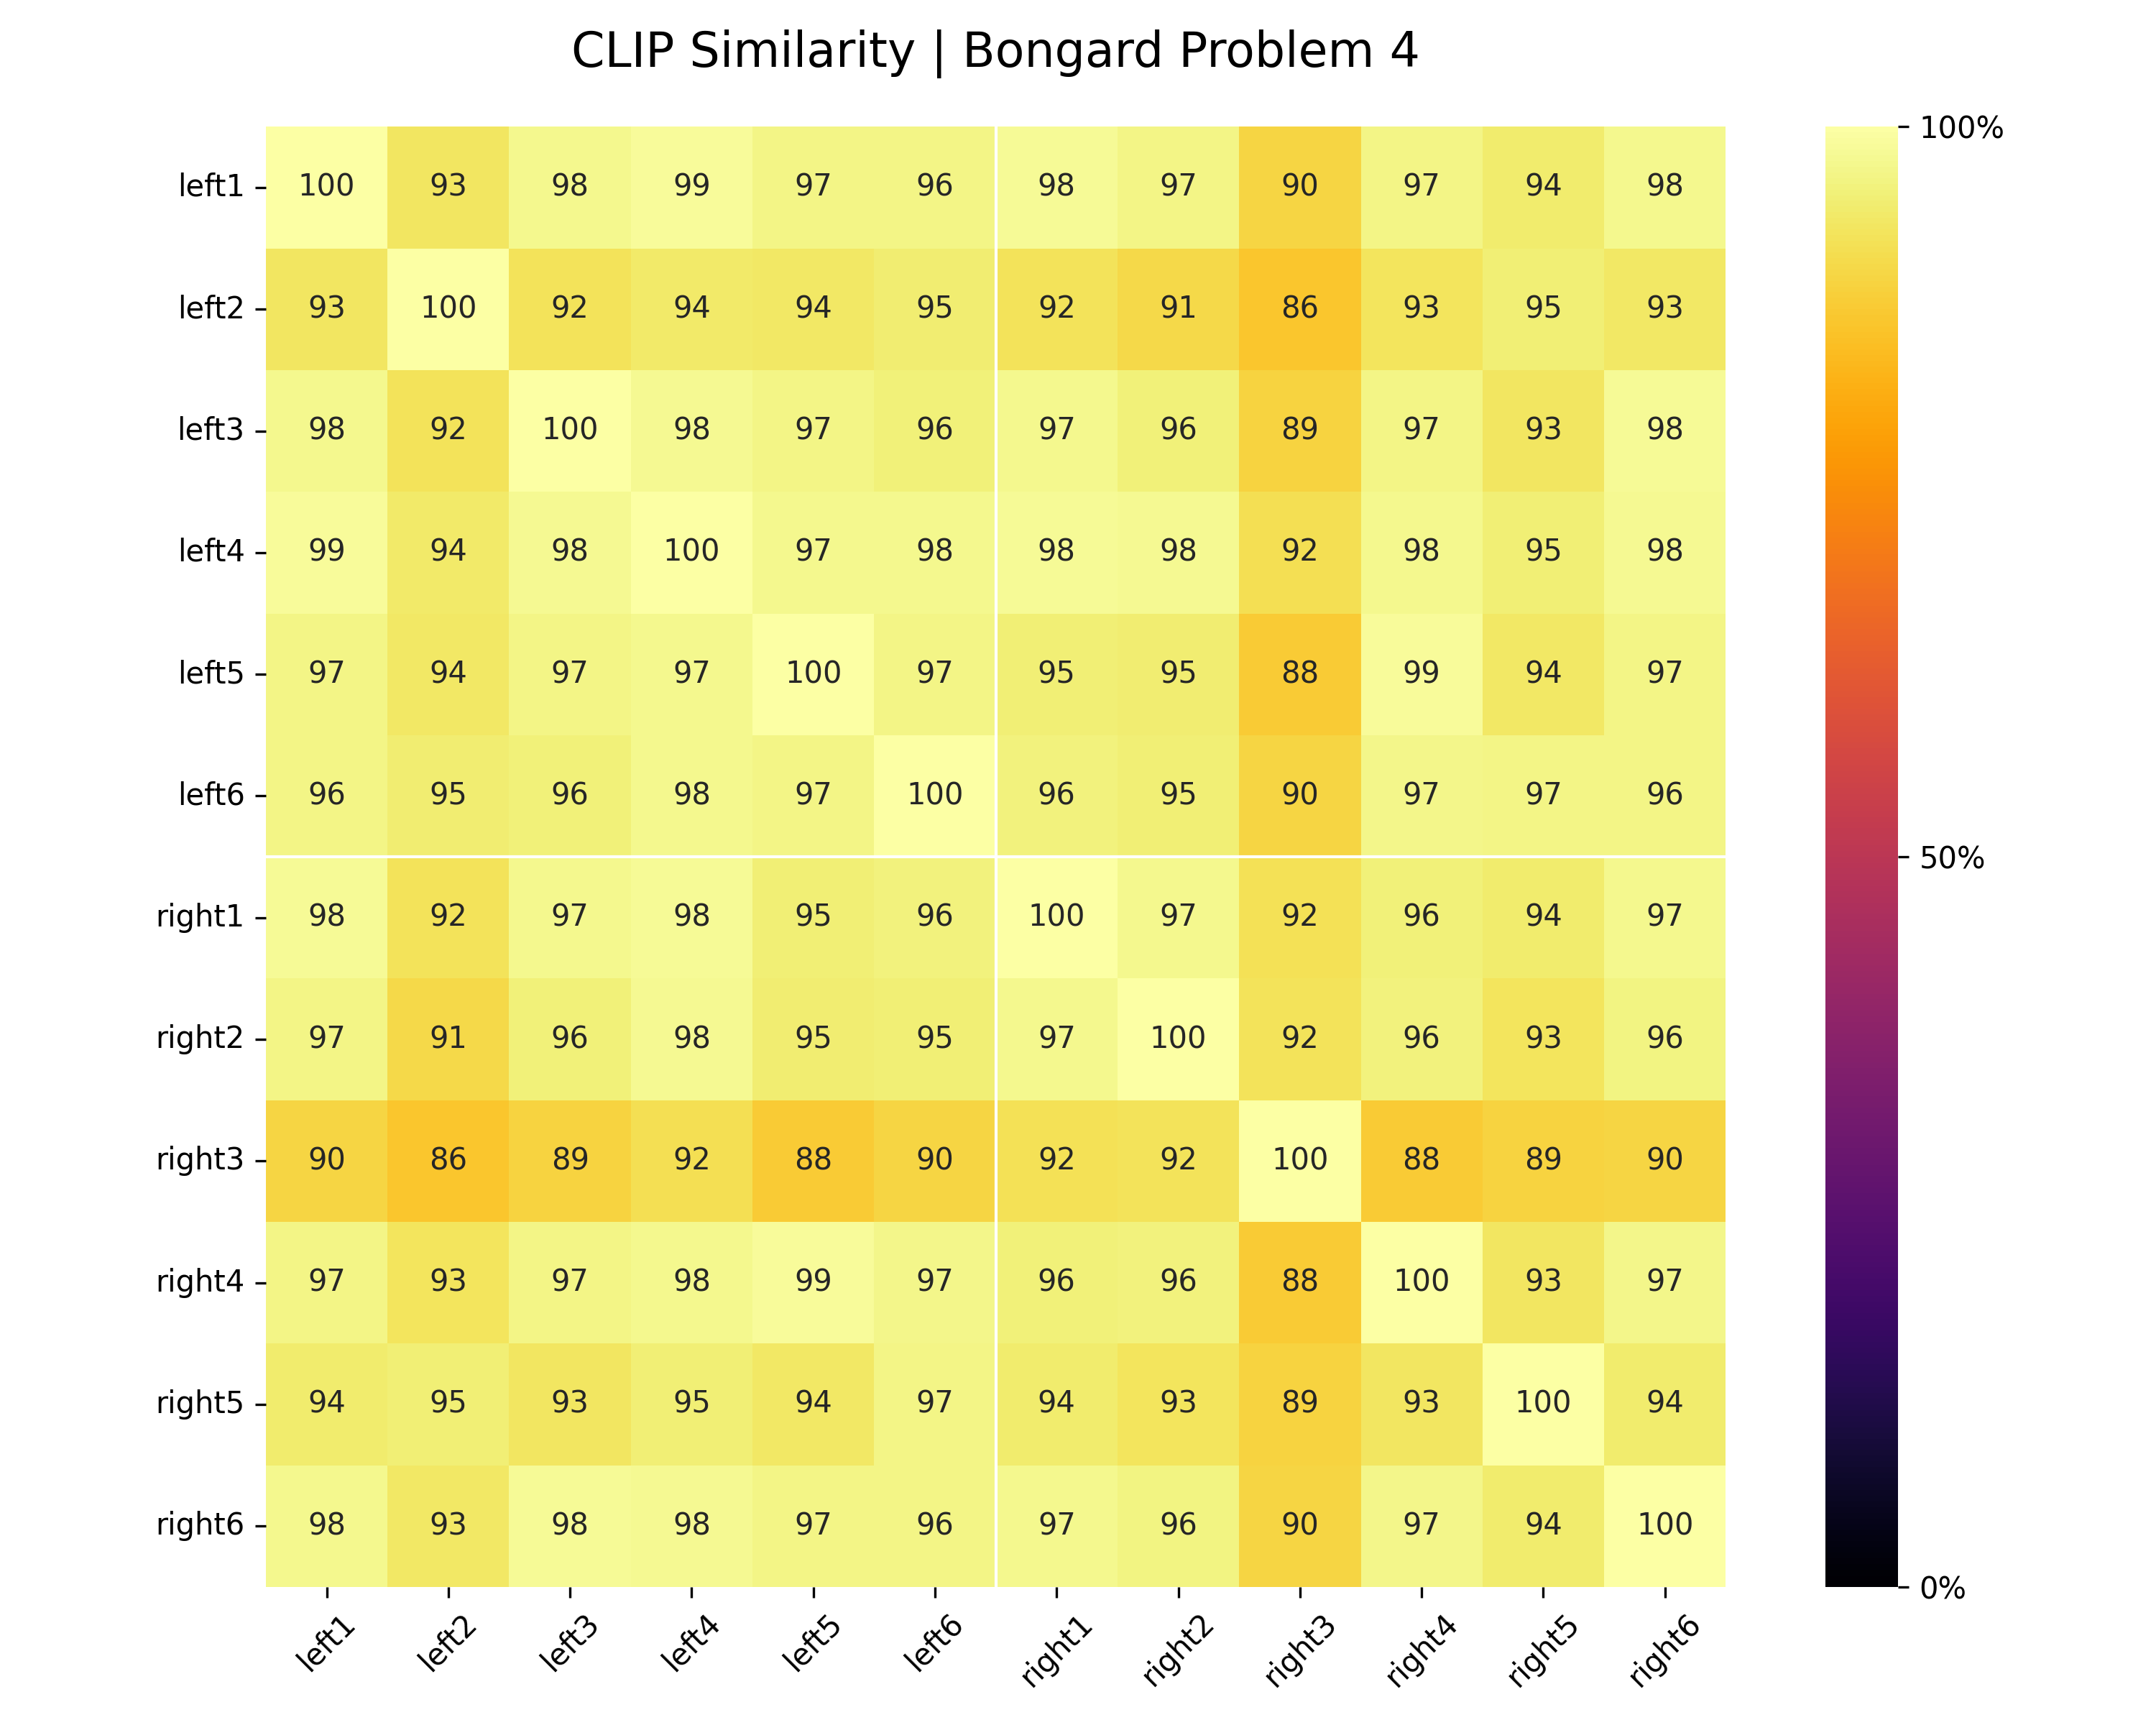 CLIP Similarity | Bongard Problem 4
left1 100 93 98 99 97 96 98 97 90 97 94 98
left2 93 100 92 94 94 95 92 91 86 93 95 93
left3 98 92 100 98 97 96 97 96 89 97 93 98
left4 99 94 98 100 97 98 98 98 92 98 95 98
left5 97 94 97 97 100 97 95 95 88 99 94 97
left6 96 95 96 98 97 100 96 95 90 97 97 96
right1 98 92 97 98 95 96 100 97 92 96 94 97
right2 97 91 96 98 95 95 97 100 92 96 93 96
right3 90 86 89 92 88 90 92 92 100 88 89 90
right4 97 93 97 98 99 97 96 96 88 100 93 97
right5 94 95 93 95 94 97 94 93 89 93 100 94
right6 98 93 98 98 97 96 97 96 90 97 94 100
left1 left2 left3 left4 left5 left6 right1 right2 right3 right4 right5 right6
100%
50%
0%